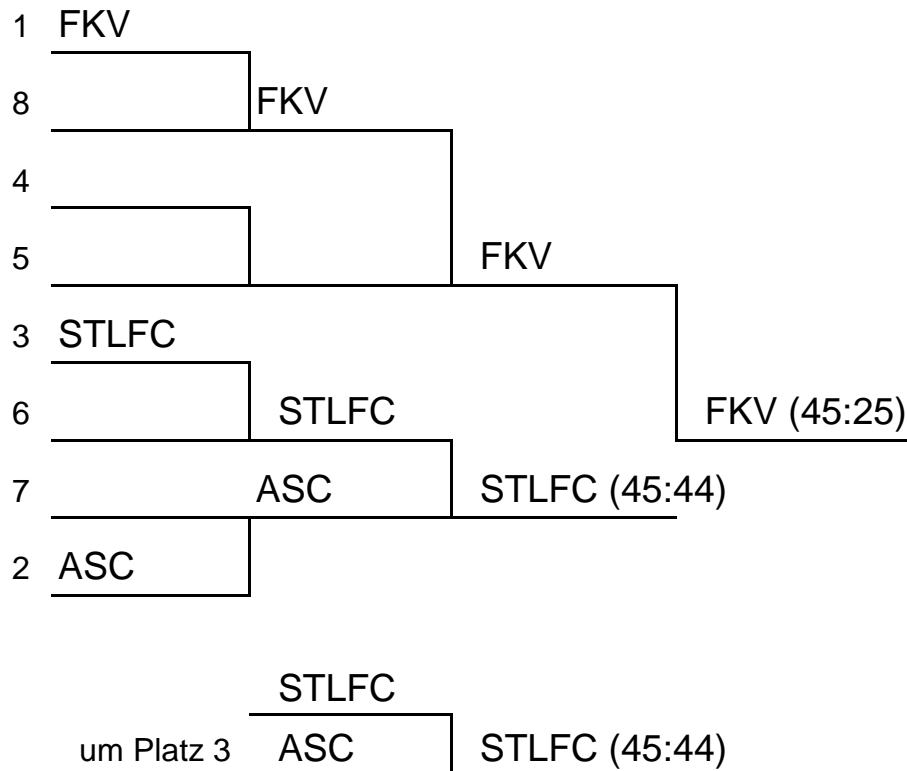 1 FKV
8 FKV
4
5 FKV
3 STLFC
6 STLFC FKV (45:25)
7 ASC STLFC (45:44)
2 ASC
STLFC
um Platz 3 ASC STLFC (45:44)